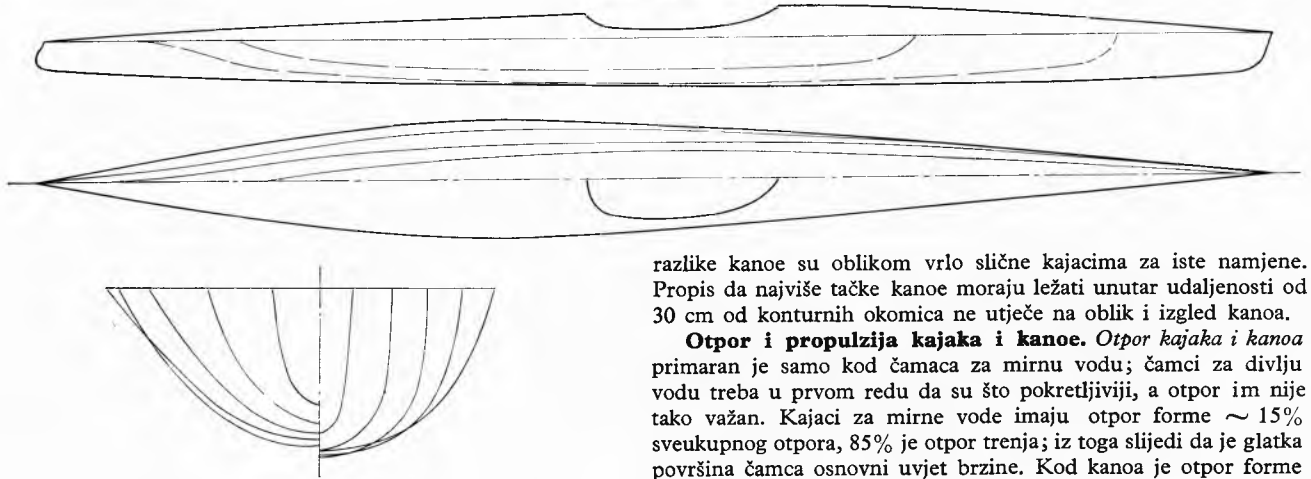 razlike kanoe su oblikom vrlo slične kajacima za iste namjene.
Propis da najviše tačke kanoe moraju ležati unutar udaljenosti od
30 cm od konturnih okomica ne utječe na oblik i izgled kanoa.
Otpor i propulzija kajaka i kanoe. Otpor kajaka i kanoa
primaran je samo kod čamaca za mirnu vodu; čamci za divlju
vodu treba u prvom redu da su što pokretljiviji, a otpor im nije
tako važan. Kajaci za mirne vode imaju otpor forme ~ 15%
sveukupnog otpora, 85% je otpor trenja; iz toga slijedi da je glatka
površina čamca osnovni uvjet brzine. Kod kanoa je otpor forme